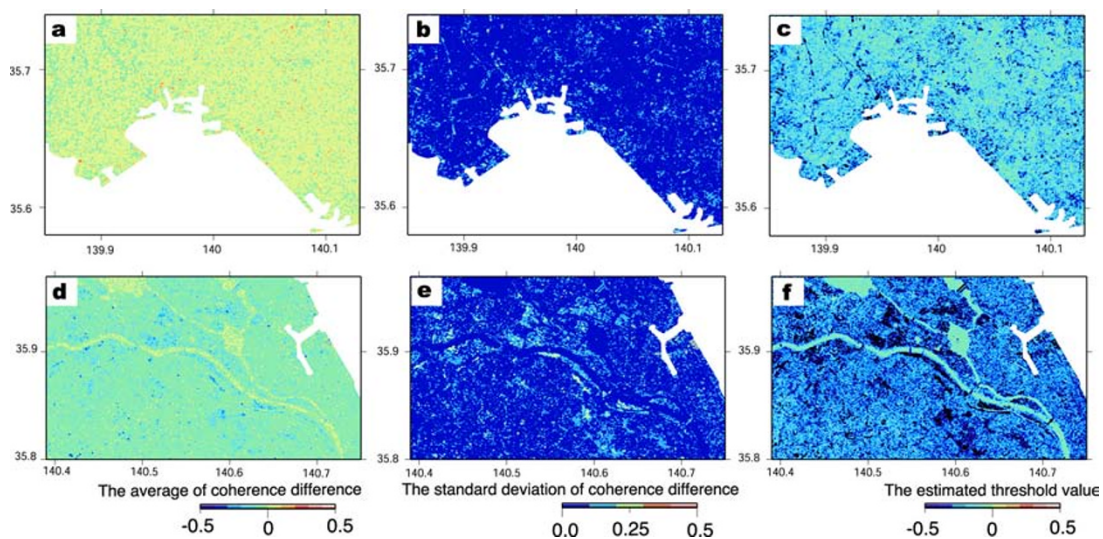 a b c
35.7 35.7 35.7
35.6 35.6 35.6
139.9 140 140.1 139.9 140 140.1 139.9 140 140.1
d e f
35.9 35.9 35.9
35.8 35.8 35.8
140.4 140.5 140.6 140.7 140.4 140.5 140.6 140.7 140.4 140.5 140.6 140.7
The average of coherence difference The standard deviation of coherence difference The estimated threshold value
-0.5 0 0.5 0.0 0.25 0.5 -0.5 0 0.5